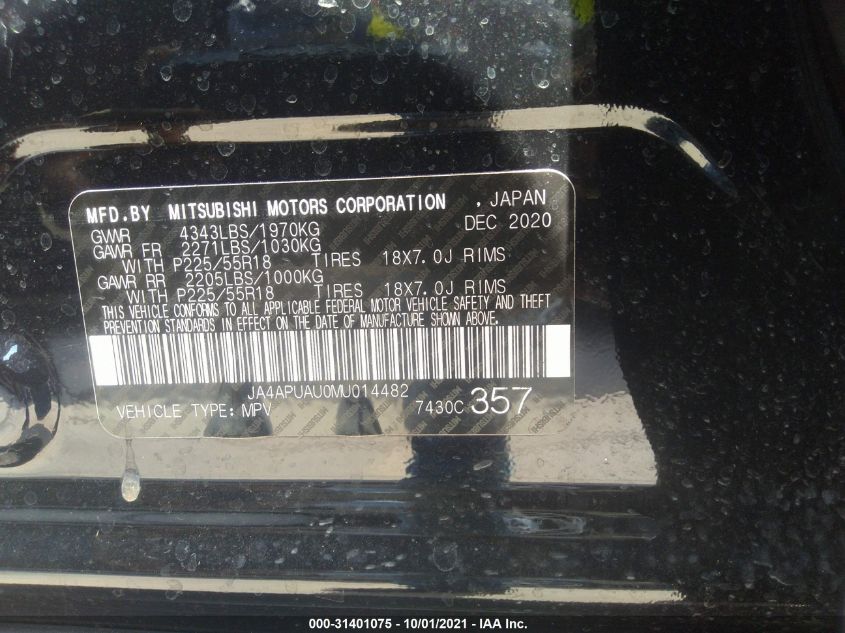 MFD.BY MITSUBISHI MOTORS CORPORATION , JAPAN
GVWR 4343LBS/1970KG DEC 2020
GAWR FR 2271LBS/1030KG
WITH P225/55R18 TIRES 18X7.0J RIMS
GAWR RR 2205LBS/1000KG
WITH P225/55R18 TIRES 18X7.0J RIMS
THIS VEHICLE CONFORMS TO ALL APPLICABLE FEDERAL MOTOR VEHICLE SAFETY AND THEFT
PREVENTION STANDARDS IN EFFECT ON THE DATE OF MANUFACTURE SHOWN ABOVE.
JA4APUAU0MU014482
VEHICLE TYPE: MPV 7430C 357
000-31401075 - 10/01/2021 - IAA Inc.